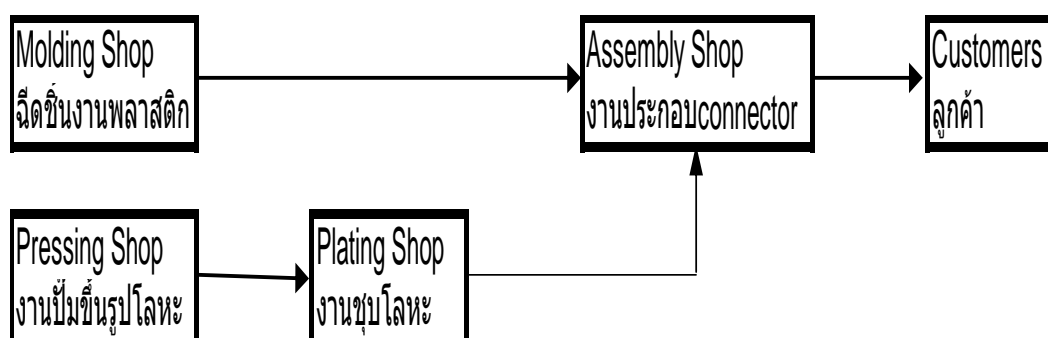 Molding Shop
ฉีดชิ้นงานพลาสติก
Assembly Shop
งานประกอบconnector
Customers
ลูกค้า
Pressing Shop
งานปั้มขึ้นรูปโลหะ
Plating Shop
งานชุบโลหะ